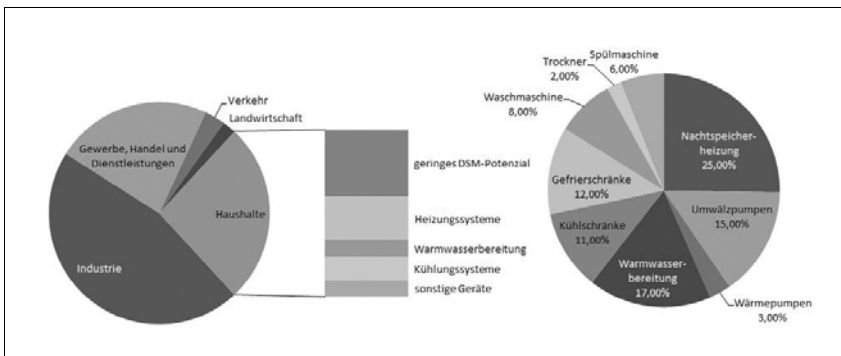 Verkehr
Landwirtschaft
Gewerbe, Handel und
Dienstleistungen
Haushalte
Industrie
geringes DSM-Potenzial
Heizungssysteme
Warmwasserbereitung
Kühlungssysteme
sonstige Geräte
Spülmaschine
6,00%
Trockner
2,00%
Waschmaschine
8,00%
Nachtspeicher-
heizung
25,00%
Gefrierschränke
12,00%
Umwälzpumpen
15,00%
Kühlschränke
11,00%
Warmwasser-
bereitung
17,00%
Wärmepumpen
3,00%